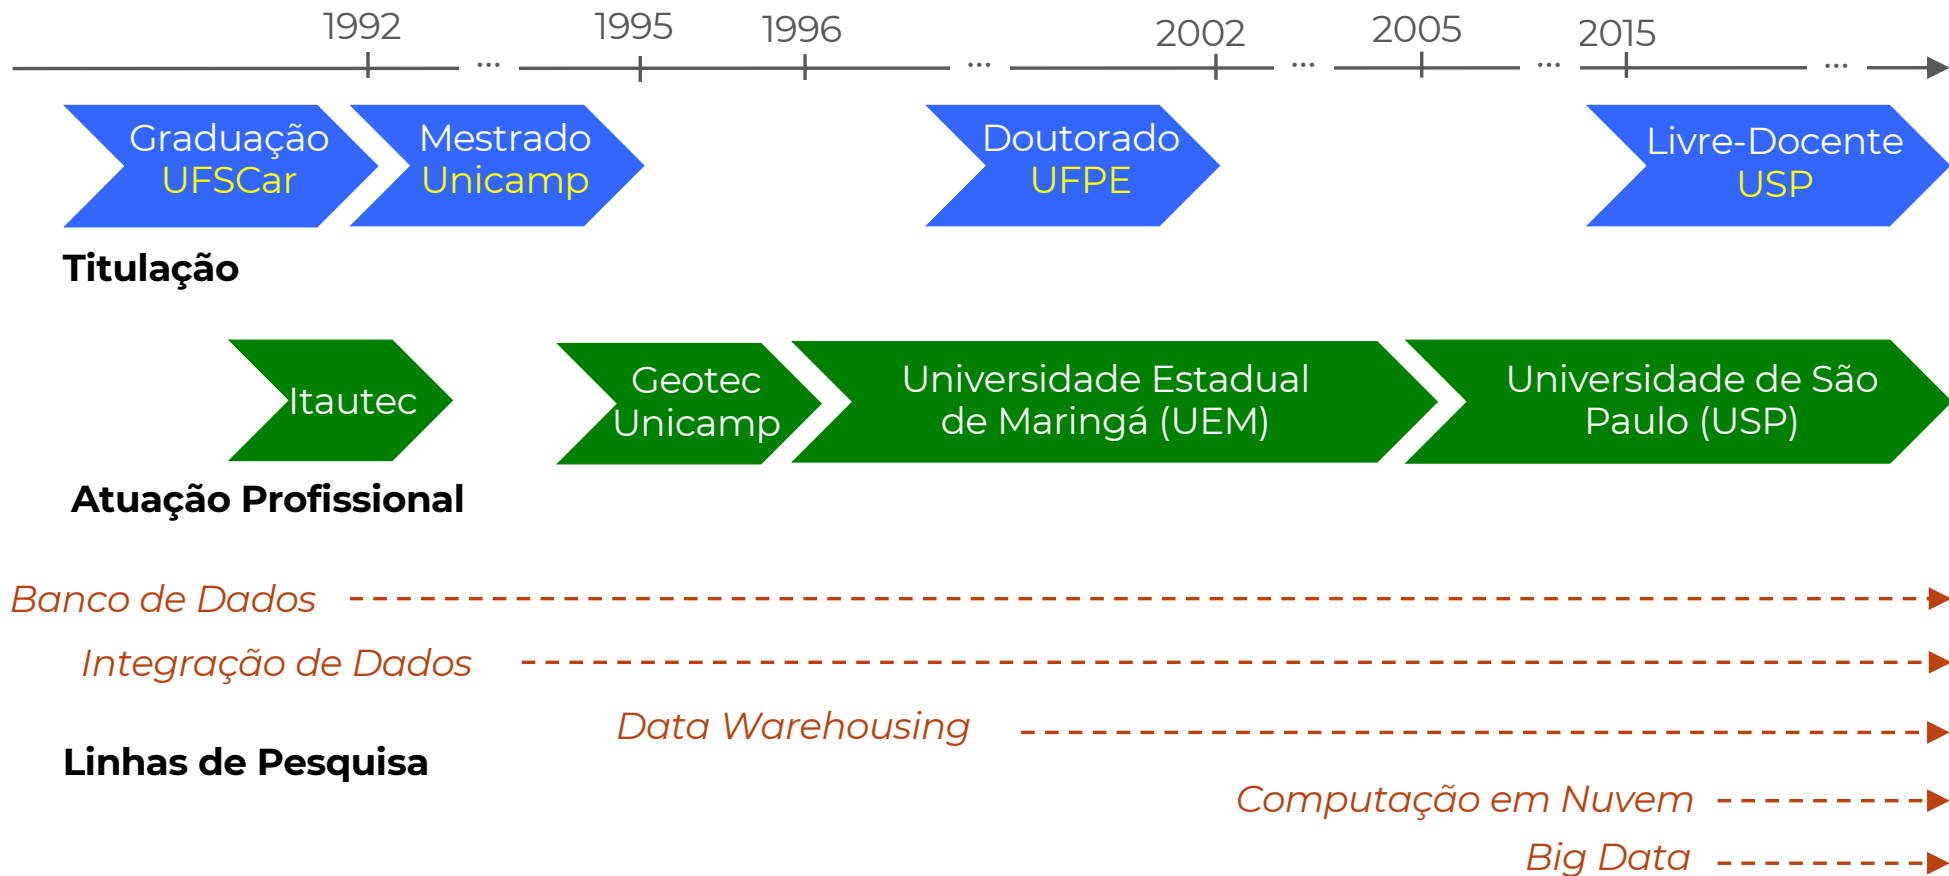 1992 ... 1995 1996 ... 2002 ... 2005 ... 2015 ...
Graduação
UFSCar
Mestrado
Unicamp
Doutorado
UFPE
Livre-Docente
USP
Titulação
Itautec
Geotec
Unicamp
Universidade Estadual
de Maringá (UEM)
Universidade de São
Paulo (USP)
Atuação Profissional
Banco de Dados
Integração de Dados
Data Warehousing
Linhas de Pesquisa
Computação em Nuvem
Big Data